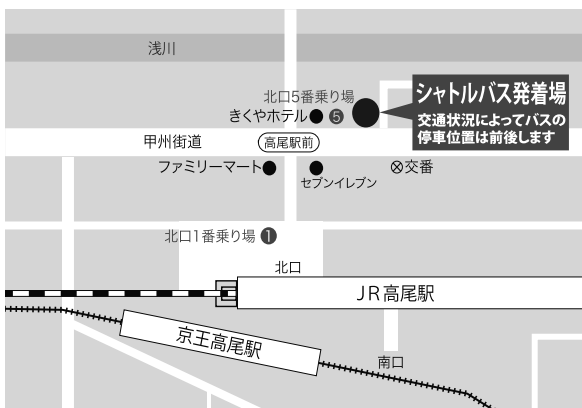 浅川
シャトルバス発着場
交通状況によってバスの
停車位置は前後します
北口5番乗り場
きくやホテル
5
甲州街道
高尾駅前
ファミリーマート
セブンイレブン
交番
北口1番乗り場
1
北口
JR高尾駅
京王高尾駅
南口